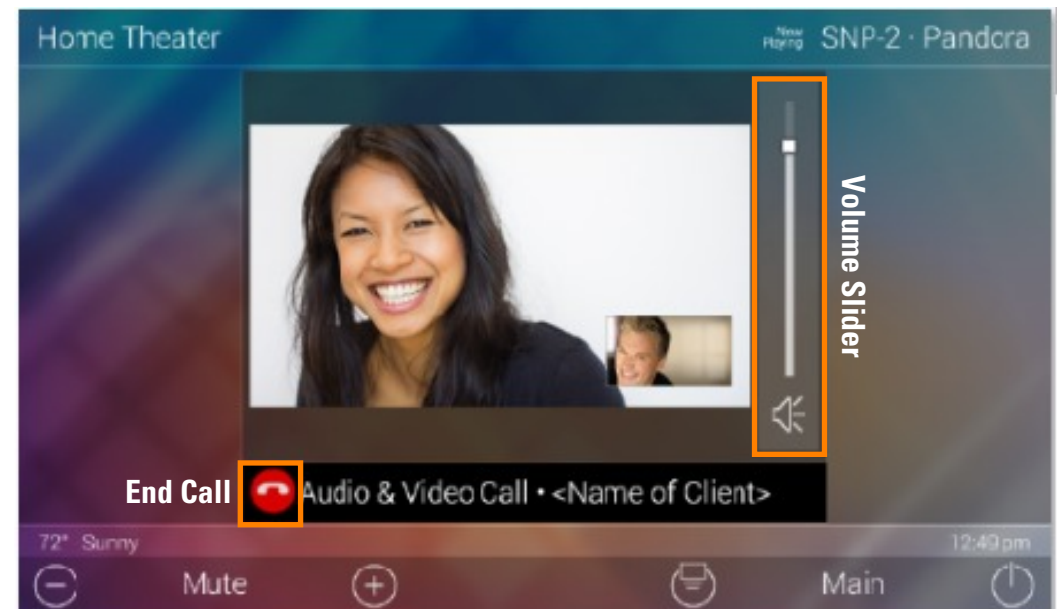 Home Theater
Now Playing SNP-2 · Pandora
Volume Slider
End Call
Audio & Video Call • <Name of Client>
72° Sunny
12:49 pm
Mute
Main